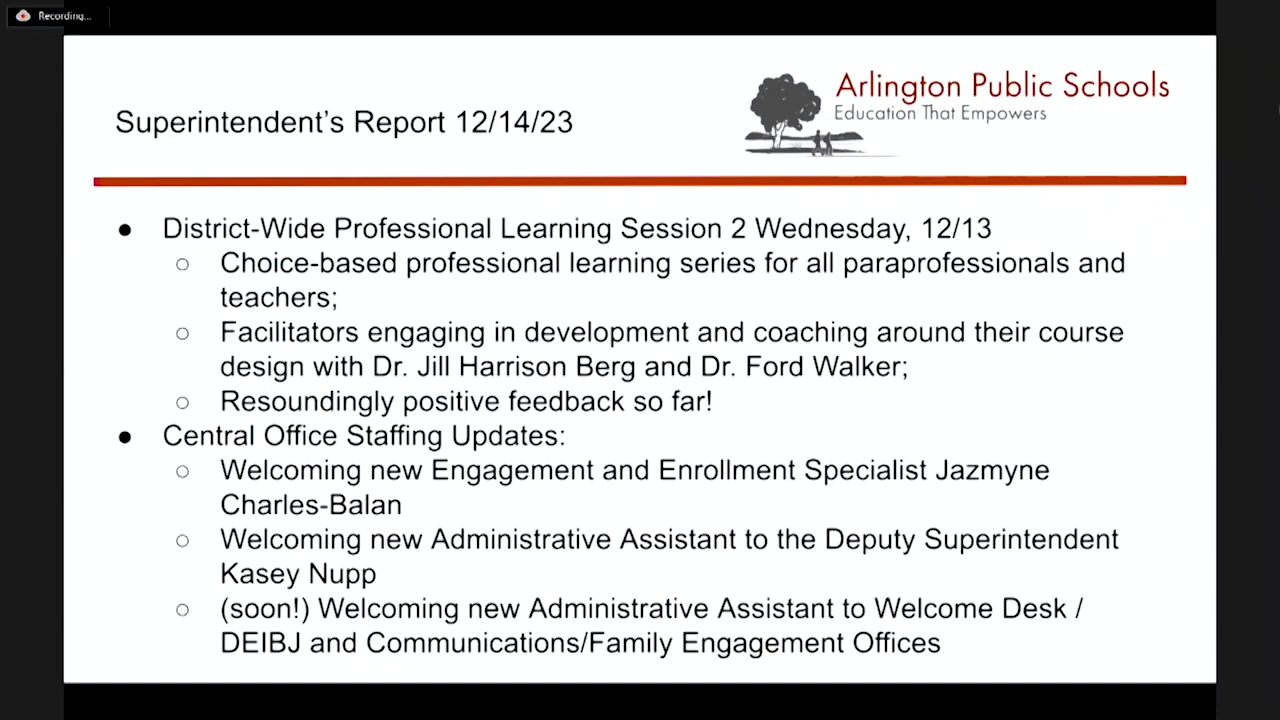 Recording...
Arlington Public Schools
Education That Empowers
Superintendent's Report 12/14/23
● District-Wide Professional Learning Session 2 Wednesday, 12/13
○ Choice-based professional learning series for all paraprofessionals and
teachers;
○ Facilitators engaging in development and coaching around their course
design with Dr. Jill Harrison Berg and Dr. Ford Walker;
○ Resoundingly positive feedback so far!
● Central Office Staffing Updates:
○ Welcoming new Engagement and Enrollment Specialist Jazmyne
Charles-Balan
○ Welcoming new Administrative Assistant to the Deputy Superintendent
Kasey Nupp
○ (soon!) Welcoming new Administrative Assistant to Welcome Desk /
DEIBJ and Communications/Family Engagement Offices